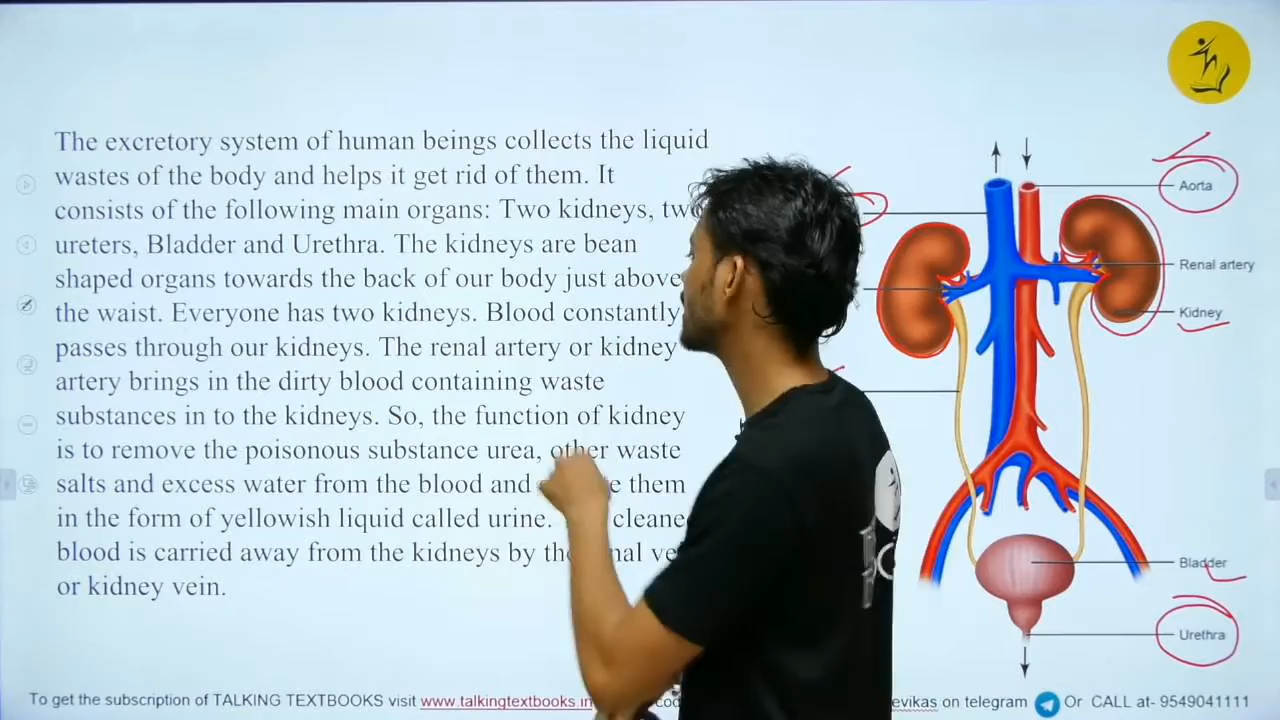 The excretory system of human beings collects the liquid
wastes of the body and helps it get rid of them. It
consists of the following main organs: Two kidneys, two
ureters, Bladder and Urethra. The kidneys are bean
shaped organs towards the back of our body just above
the waist. Everyone has two kidneys. Blood constantly
passes through our kidneys. The renal artery or kidney
artery brings in the dirty blood containing waste
substances in to the kidneys. So, the function of kidney
is to remove the poisonous substance urea, other waste
salts and excess water from the blood and them
in the form of yellowish liquid called urine.
blood is carried away from the kidneys by
or kidney vein.
Aorta
Renal artery
Kidney
Bladder
Urethra
To get the subscription of TALKING TEXTBOOKS visit www.talkingtextbooks.in on telegram Or CALL at- 9549041111